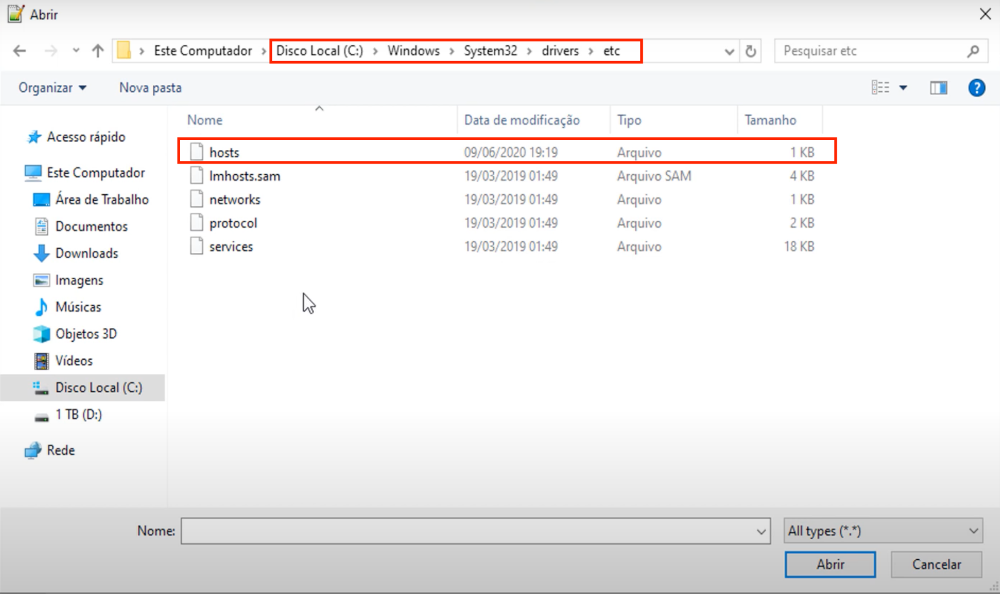 Abrir
Este Computador Disco Local (C:) Windows System32 drivers etc Pesquisar etc
Organizar Nova pasta ?
Nome Data de modificação Tipo Tamanho
hosts 09/06/2020 19:19 Arquivo 1 KB
lmhosts.sam 19/03/2019 01:49 Arquivo SAM 4 KB
networks 19/03/2019 01:49 Arquivo 1 KB
protocol 19/03/2019 01:49 Arquivo 2 KB
services 19/03/2019 01:49 Arquivo 18 KB
Acesso rápido
Este Computador
Área de Trabalho
Documentos
Downloads
Imagens
Músicas
Objetos 3D
Vídeos
Disco Local (C:)
1 TB (D:)
Rede
Nome: All types (*.*)
Abrir Cancelar